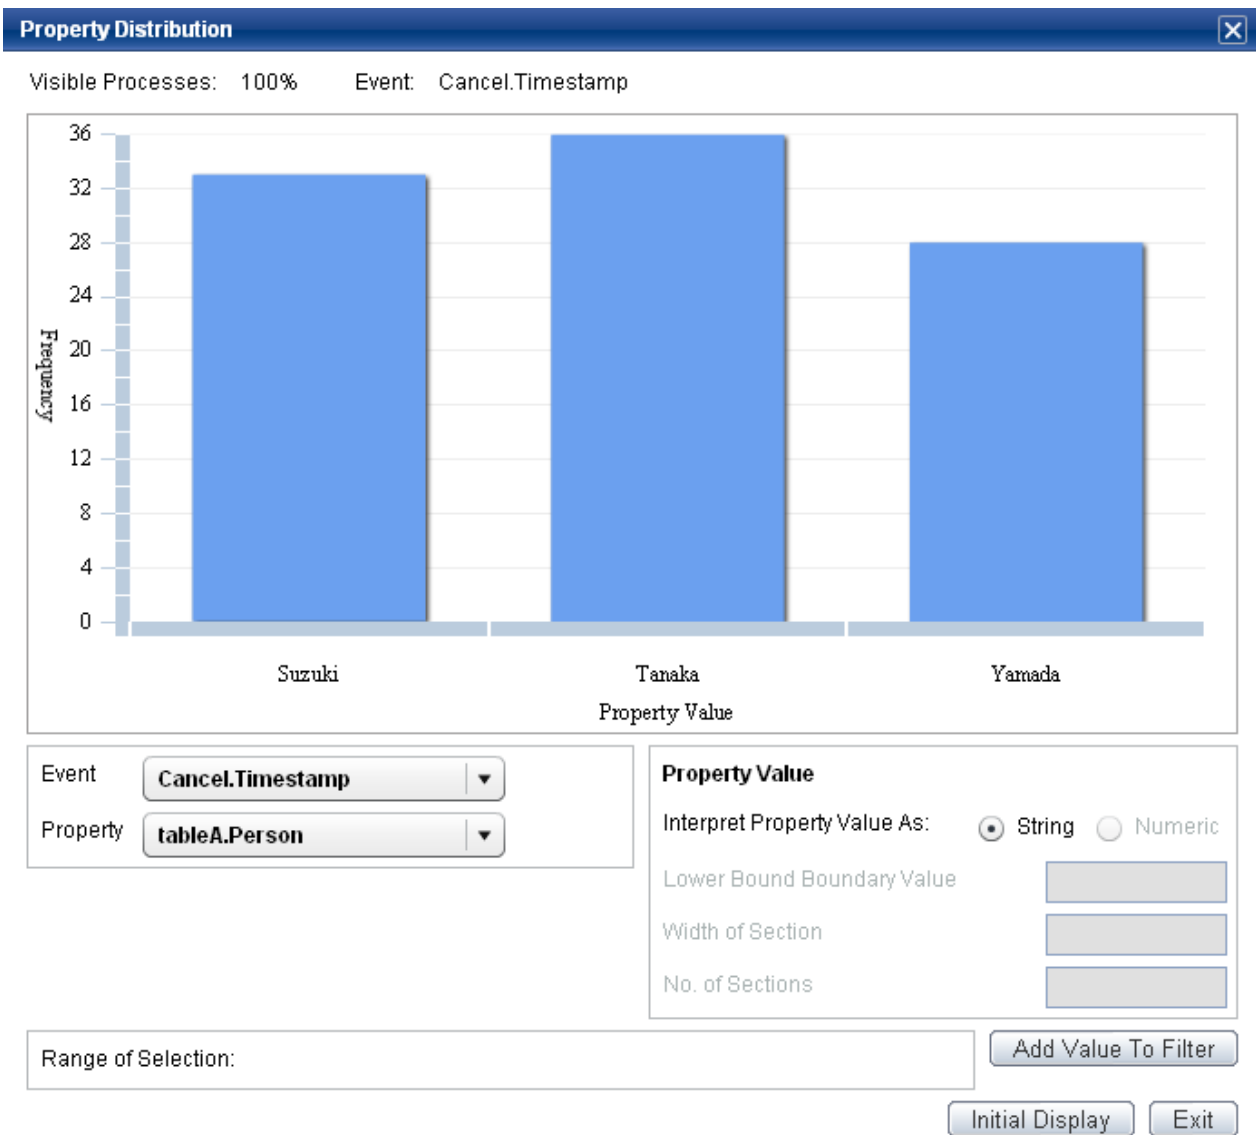 Property Distribution
Visible Processes: 100% Event: Cancel.Timestamp
36
32
28
24
20
16
12
8
4
0
Frequency
Suzuki Tanaka Yamada
Property Value
Event Cancel.Timestamp
Property tableA.Person
Property Value
Interpret Property Value As: String Numeric
Lower Bound Boundary Value
Width of Section
No. of Sections
Range of Selection:
Add Value To Filter
Initial Display Exit